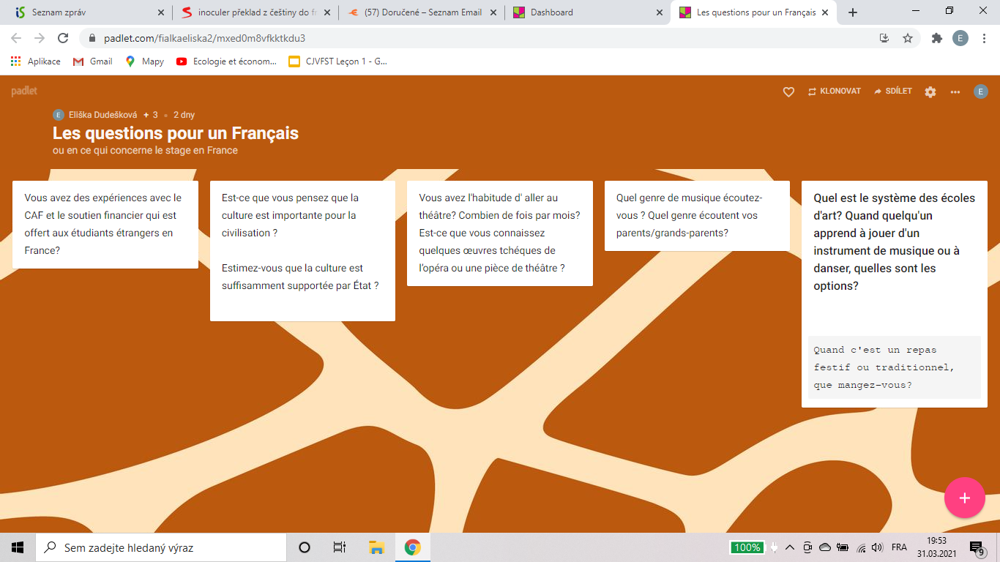 Seznam zpráv
inoculer překlad z češtiny do fr
(57) Doručené – Seznam Email
Dashboard
Les questions pour un Français
padlet.com/fialkaeliska2/mxed0m8vfkktkdu3
E
Aplikace
Gmail
Mapy
Ecologie et économ...
CJVFST Leçon 1 - G...
padlet
KLONOVAT
SDÍLET
E
E Eliška Dudešková + 3 • 2 dny
Les questions pour un Français
ou en ce qui concerne le stage en France
Vous avez des expériences avec le
CAF et le soutien financier qui est
offert aux étudiants étrangers en
France?
Est-ce que vous pensez que la
culture est importante pour la
civilisation ?
Estimez-vous que la culture est
suffisamment supportée par État ?
Vous avez l'habitude d' aller au
théâtre? Combien de fois par mois?
Est-ce que vous connaissez
quelques œuvres tchéques de
l’opéra ou une pièce de théâtre ?
Quel genre de musique écoutez-
vous ? Quel genre écoutent vos
parents/grands-parents?
Quel est le système des écoles
d'art? Quand quelqu'un
apprend à jouer d'un
instrument de musique ou à
danser, quelles sont les
options?
Quand c'est un repas
festif ou traditionnel,
que mangez-vous?
Sem zadejte hledaný výraz
100%
FRA
19:53
31.03.2021
9